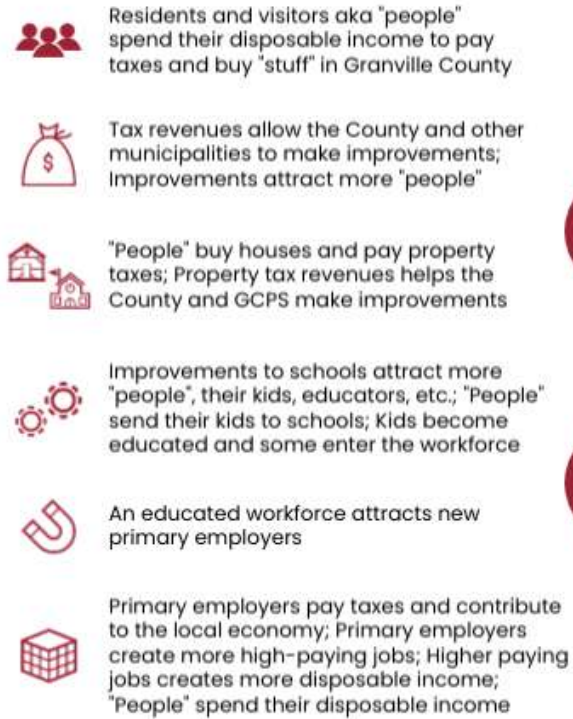 Residents and visitors aka "people"
spend their disposable income to pay
taxes and buy "stuff" in Granville County
$
Tax revenues allow the County and other
municipalities to make improvements;
Improvements attract more "people"
"People" buy houses and pay property
taxes; Property tax revenues helps the
County and GCPS make improvements
Improvements to schools attract more
"people", their kids, educators, etc.; "People"
send their kids to schools; Kids become
educated and some enter the workforce
An educated workforce attracts new
primary employers
Primary employers pay taxes and contribute
to the local economy; Primary employers
create more high-paying jobs; Higher paying
jobs creates more disposable income;
"People" spend their disposable income